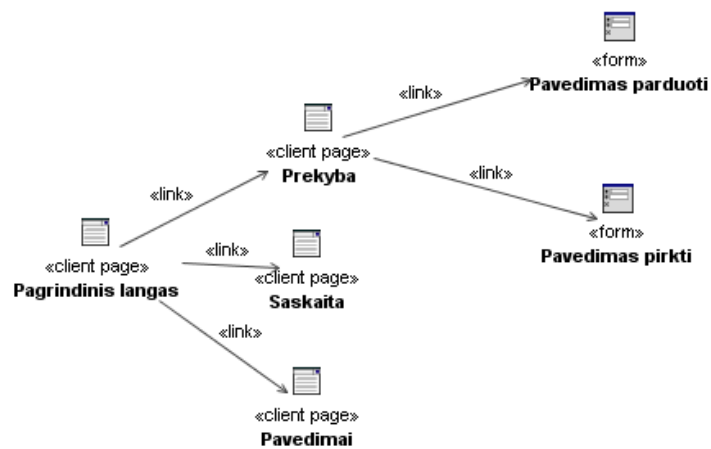 «form»
Pavedimas parduoti
«link»
«client page»
Prekyba
«link»
«link»
«form»
Pavedimas pirkti
«client page»
Pagrindinis langas
«link»
«client page»
Saskaita
«link»
«client page»
Pavedimai